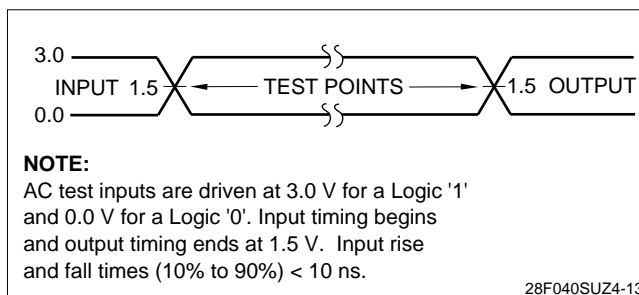 3.0
INPUT 1.5 TEST POINTS 1.5 OUTPUT
0.0
NOTE:
AC test inputs are driven at 3.0 V for a Logic '1'
and 0.0 V for a Logic '0'. Input timing begins
and output timing ends at 1.5 V. Input rise
and fall times (10% to 90%) < 10 ns.
28F040SUZ4-13